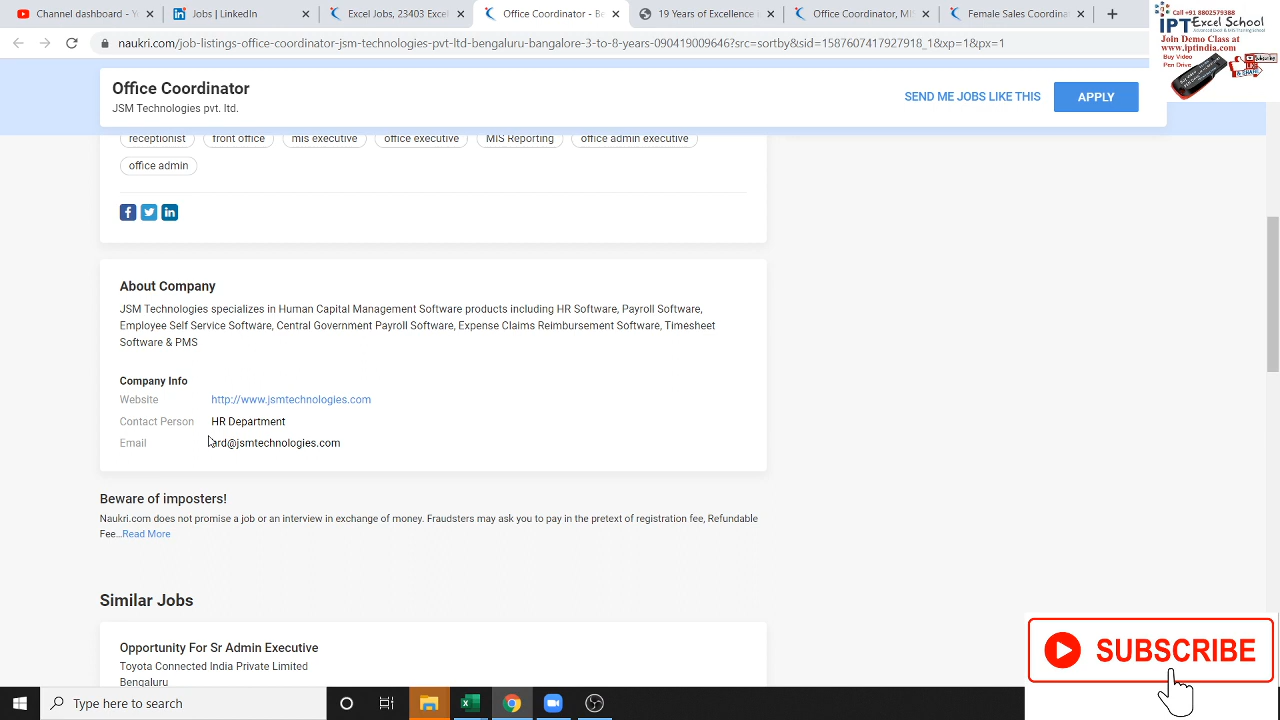 Channel dashboard - Y
Jobs | LinkedIn
Excel Jobs, 23403 Excel
Office Coordinator - Be
19 Years of Excellence
Office Coordinator
Female Sales Coordinat
naukri.com/job-listings-office-coordinator-jsm-technologies-pvt-ltd-bengaluru-bangalore-3-to-8-years-090419009646?src=sortby&sid=1587607417927918_1&xp=1&px=1
Call +91 8802579388
IPT Excel School
Join Demo Class at
www.iptindia.com
Buy Video
Pen Drive
Office Coordinator
JSM Technologies pvt. ltd.
SEND ME JOBS LIKE THIS
APPLY
receptionist
front office
mis executive
office executive
MIS Reporting
office admin executive
office admin
About Company
JSM Technologies specializes in Human Capital Management Software products including HR Software, Payroll Software,
Employee Self Service Software, Central Government Payroll Software, Expense Claims Reimbursement Software, Timesheet
Software & PMS
Company Info
Website http://www.jsmtechnologies.com
Contact Person HR Department
Email ard@jsmtechnologies.com
Beware of imposters!
Naukri.com does not promise a job or an interview in exchange of money. Fraudsters may ask you to pay in the pretext of registration fee, Refundable
Fee...Read More
Similar Jobs
Opportunity For Sr Admin Executive
Toyota Connected India Private Limited
Bengaluru
SUBSCRIBE
Type here to search